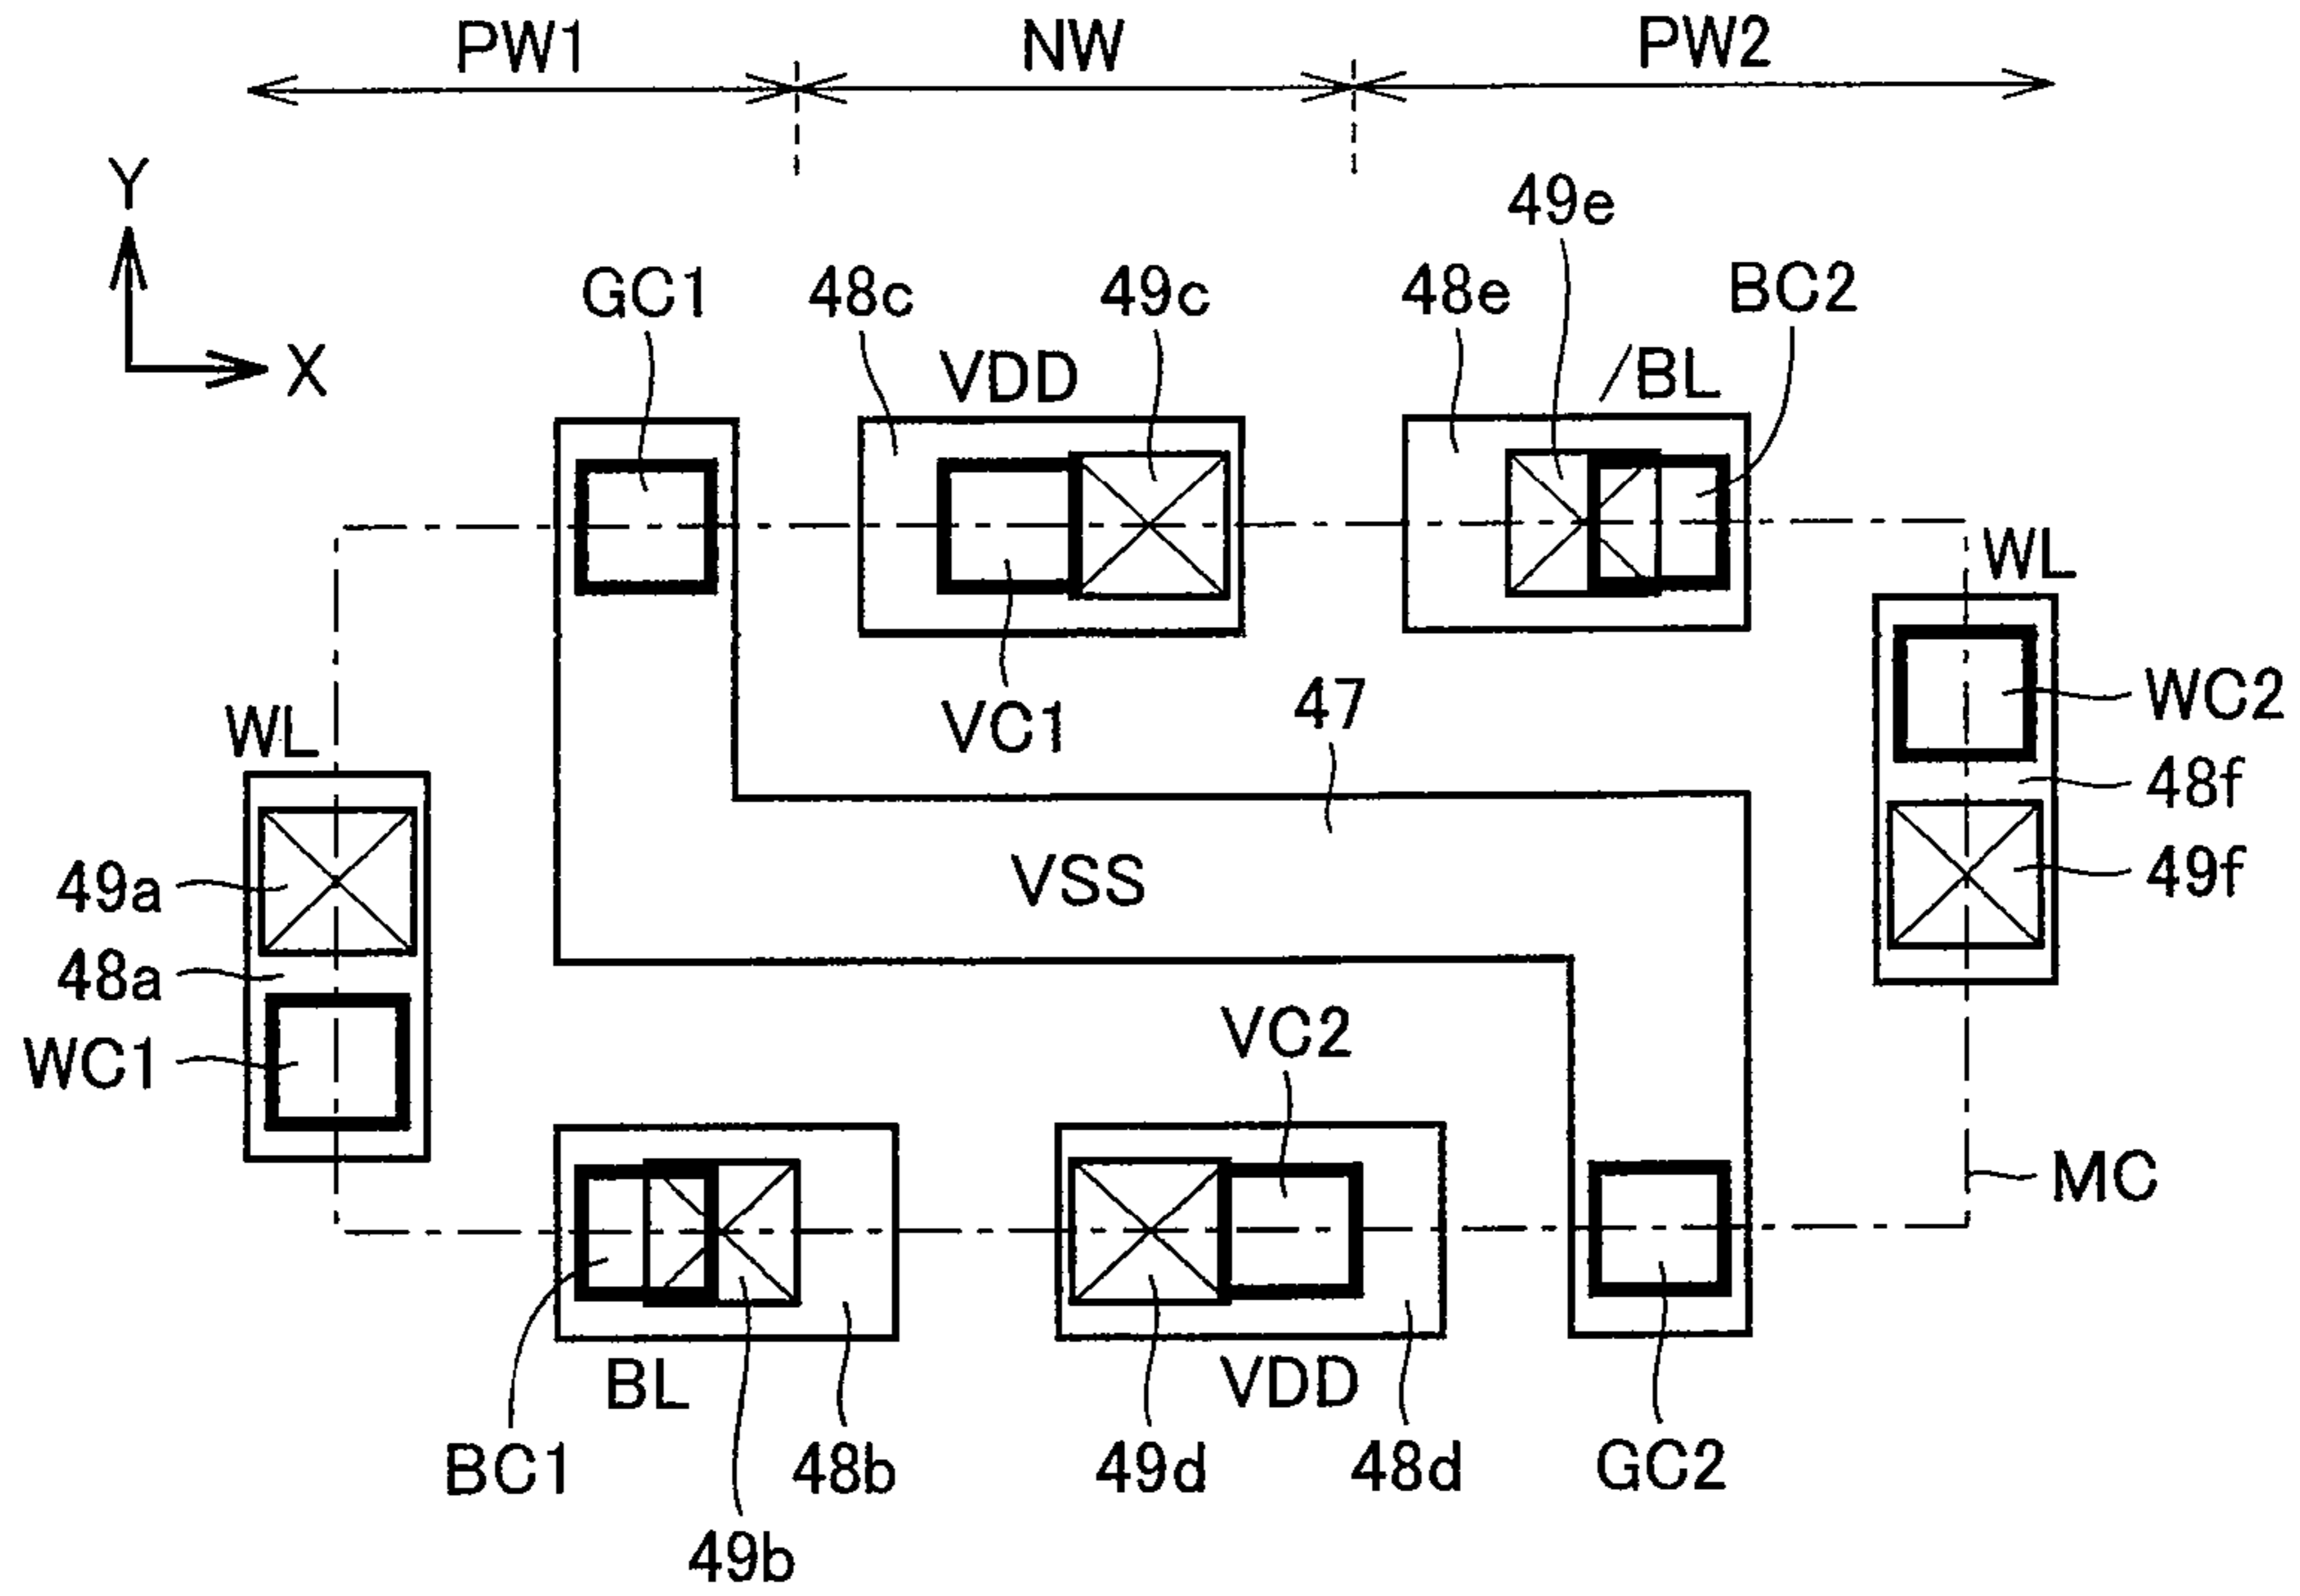 PW1 NW PW2
Y
49e
GC1 48c 49c 48e BC2
X VDD /BL
WL
47 WC2
WL VC1
48f
49a VSS 49f
48a
WC1 VC2
MC
BL VDD
BC1 48b 49d 48d GC2
49b